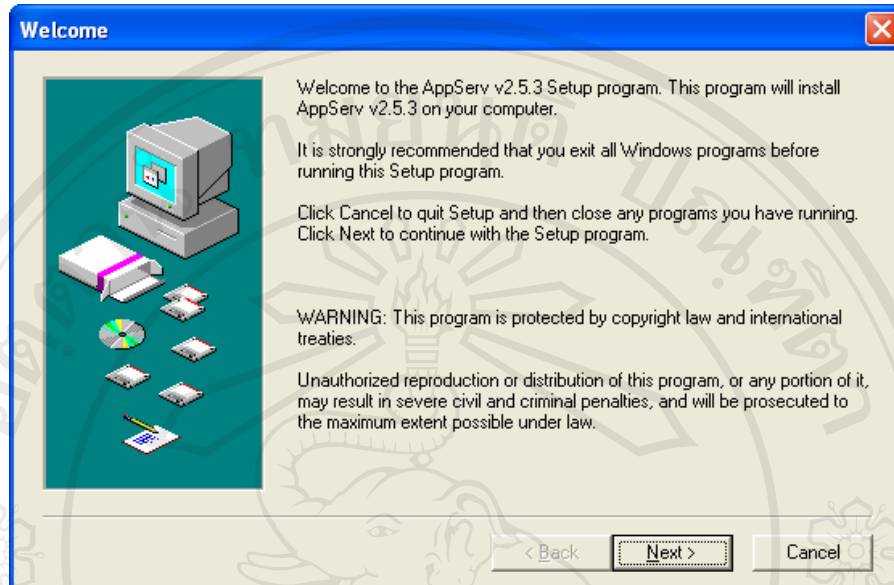 Welcome
Welcome to the AppServ v2.5.3 Setup program. This program will install
AppServ v2.5.3 on your computer.
It is strongly recommended that you exit all Windows programs before
running this Setup program.
Click Cancel to quit Setup and then close any programs you have running.
Click Next to continue with the Setup program.
WARNING: This program is protected by copyright law and international
treaties.
Unauthorized reproduction or distribution of this program, or any portion of it,
may result in severe civil and criminal penalties, and will be prosecuted to
the maximum extent possible under law.
< Back
Next >
Cancel